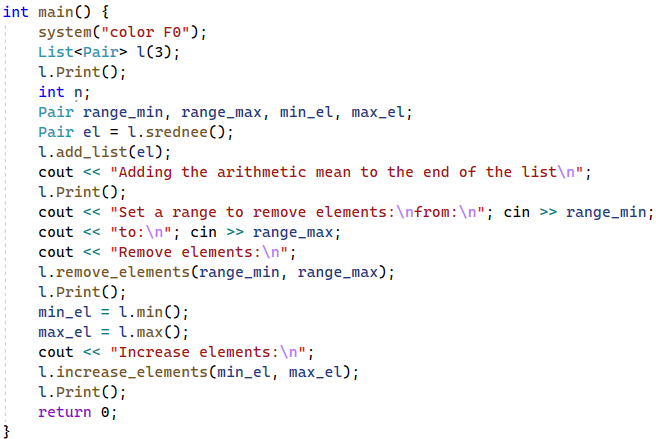 int main() {
    system("color F0");
    List<Pair> l(3);
    l.Print();
    int n;
    Pair range_min, range_max, min_el, max_el;
    Pair el = l.srednee();
    l.add_list(el);
    cout << "Adding the arithmetic mean to the end of the list\n";
    l.Print();
    cout << "Set a range to remove elements:\nfrom:\n"; cin >> range_min;
    cout << "to:\n"; cin >> range_max;
    cout << "Remove elements:\n";
    l.remove_elements(range_min, range_max);
    l.Print();
    min_el = l.min();
    max_el = l.max();
    cout << "Increase elements:\n";
    l.increase_elements(min_el, max_el);
    l.Print();
    return 0;
}